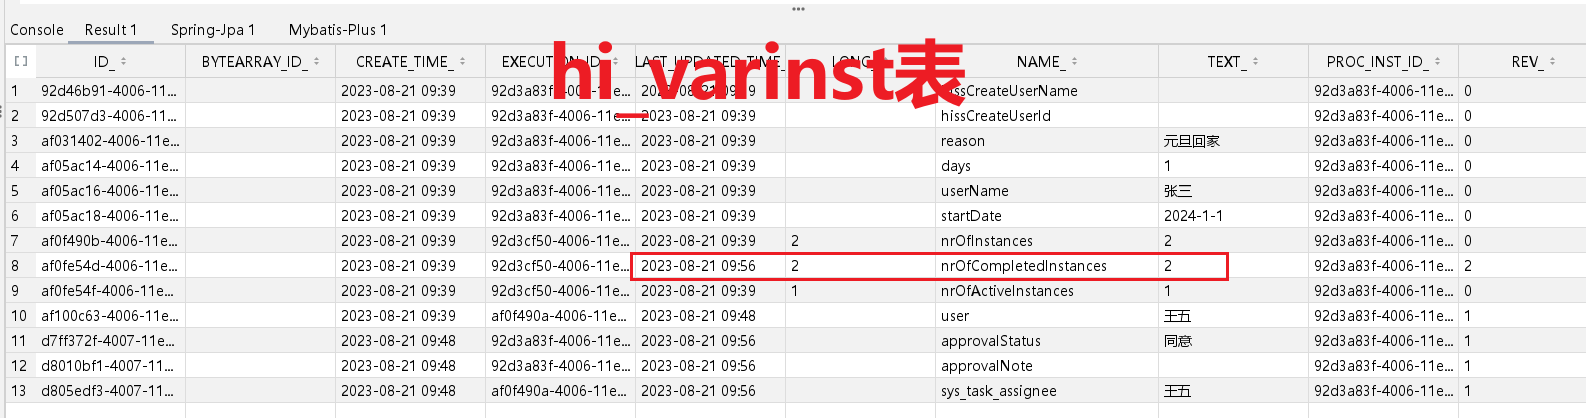 Console Result 1 Spring-Jpa 1 Mybatis-Plus 1
hi_varinst表
ID_ BYTEARRAY_ID_ CREATE_TIME_ EXECUTION_ID_ LAST_UPDATED_TIME_ LONG_ NAME_ TEXT_ PROC_INST_ID_ REV_
1 92d46b91-4006-11... 2023-08-21 09:39 92d3a83f-4006-11e... 2023-08-21 09:39 hissCreateUserName 92d3a83f-4006-11e... 0
2 92d507d3-4006-11... 2023-08-21 09:39 92d3a83f-4006-11e... 2023-08-21 09:39 hissCreateUserId 92d3a83f-4006-11e... 0
3 af031402-4006-11e... 2023-08-21 09:39 92d3a83f-4006-11e... 2023-08-21 09:39 reason 元旦回家 92d3a83f-4006-11e... 0
4 af05ac14-4006-11e... 2023-08-21 09:39 92d3a83f-4006-11e... 2023-08-21 09:39 days 1 92d3a83f-4006-11e... 0
5 af05ac16-4006-11e... 2023-08-21 09:39 92d3a83f-4006-11e... 2023-08-21 09:39 userName 张三 92d3a83f-4006-11e... 0
6 af05ac18-4006-11e... 2023-08-21 09:39 92d3a83f-4006-11e... 2023-08-21 09:39 startDate 2024-1-1 92d3a83f-4006-11e... 0
7 af0f490b-4006-11e... 2023-08-21 09:39 92d3cf50-4006-11e... 2023-08-21 09:39 2 nrOfInstances 2 92d3a83f-4006-11e... 0
8 af0fe54d-4006-11e... 2023-08-21 09:39 92d3cf50-4006-11e... 2023-08-21 09:56 2 nrOfCompletedInstances 2 92d3a83f-4006-11e... 2
9 af0fe54f-4006-11e... 2023-08-21 09:39 92d3cf50-4006-11e... 2023-08-21 09:39 1 nrOfActiveInstances 1 92d3a83f-4006-11e... 0
10 af100c63-4006-11e... 2023-08-21 09:39 af0f490a-4006-11e... 2023-08-21 09:48 user 王五 92d3a83f-4006-11e... 1
11 d7ff372f-4007-11e... 2023-08-21 09:48 92d3a83f-4006-11e... 2023-08-21 09:56 approvalStatus 同意 92d3a83f-4006-11e... 1
12 d8010bf1-4007-11... 2023-08-21 09:48 92d3a83f-4006-11e... 2023-08-21 09:56 approvalNote 92d3a83f-4006-11e... 1
13 d805edf3-4007-11... 2023-08-21 09:48 af0f490a-4006-11e... 2023-08-21 09:56 sys_task_assignee 王五 92d3a83f-4006-11e... 1